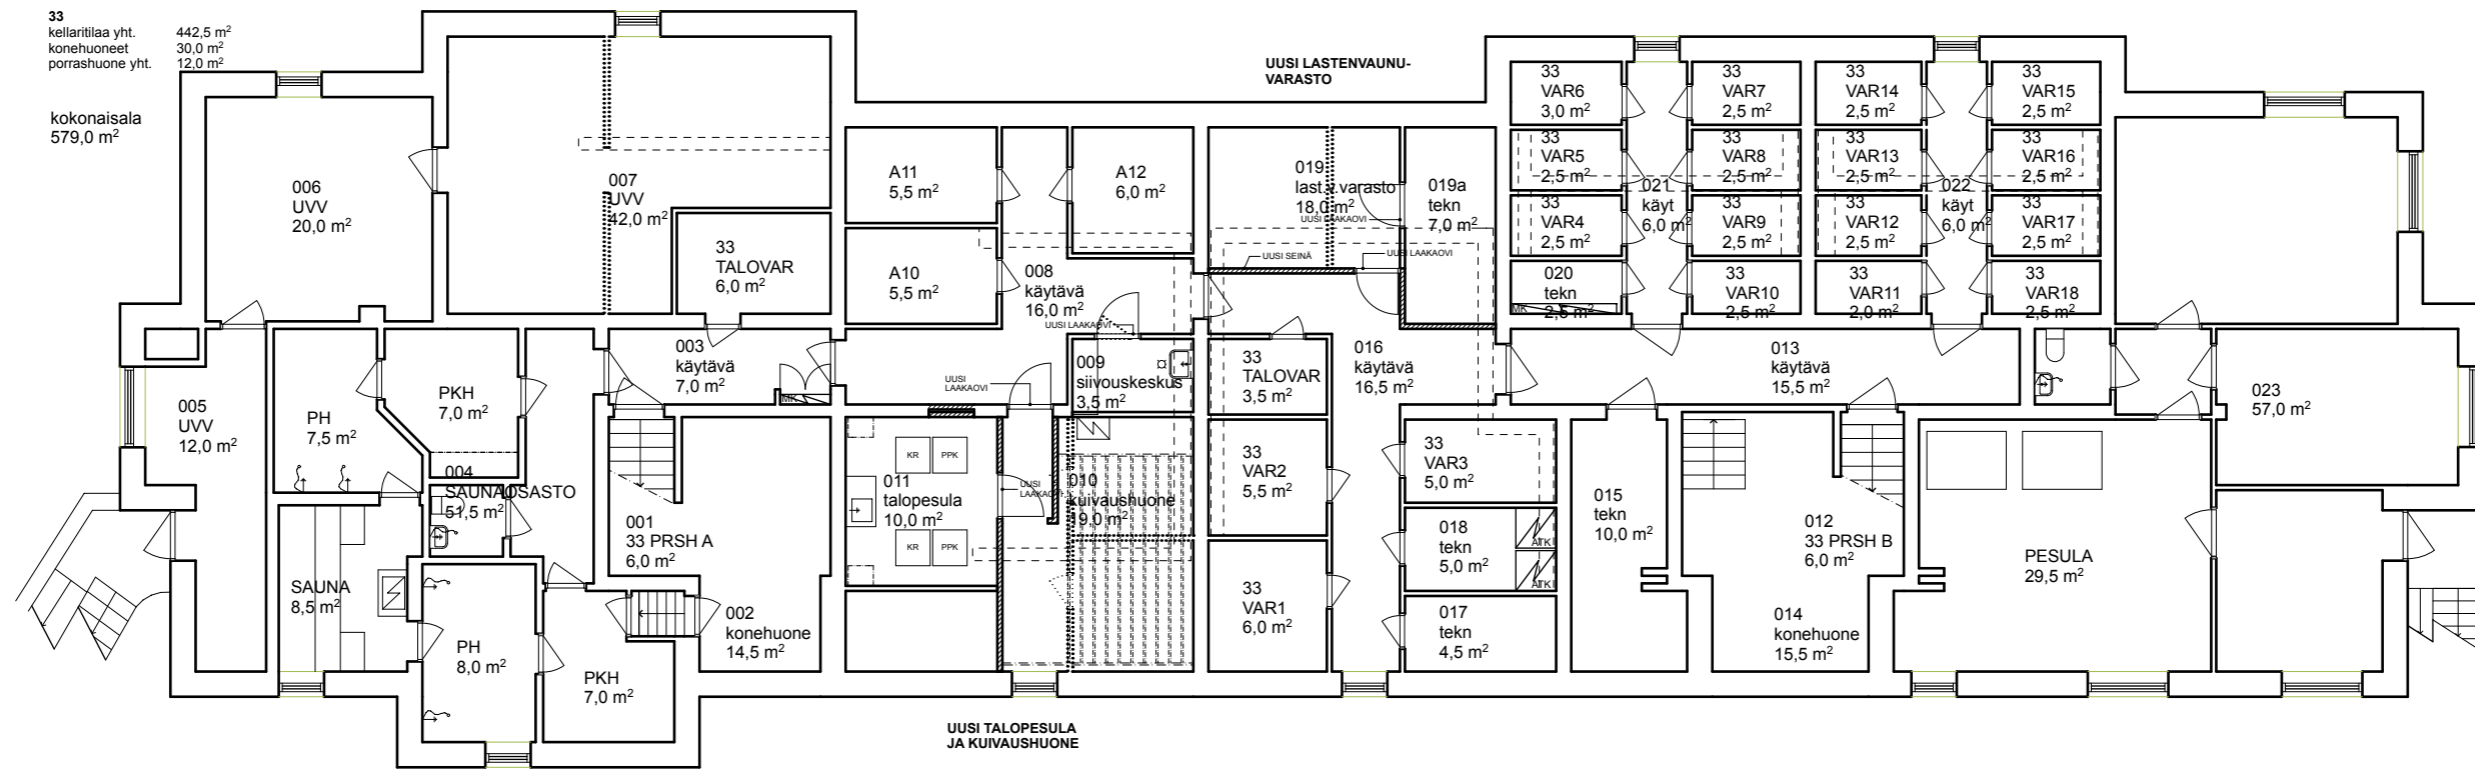 33
kellaritilaa yht. 442,5 m²
konehuoneet 30,0 m²
porrashuone yht. 12,0 m²
kokonaisala
579,0 m²
UUSI LASTENVAUNU-
VARASTO
006
UVV
20,0 m²
007
UVV
42,0 m²
33
TALOVAR
6,0 m²
A11
5,5 m²
A10
5,5 m²
A12
6,0 m²
008
käytävä
16,0 m²
UUSI LAAKAOVI
019
last.v.varasto
18,0 m²
UUSI LAAKAOVI
UUSI SEINÄ
UUSI LAAKAOVI
019a
tekn
7,0 m²
33
VAR6
3,0 m²
33
VAR5
2,5 m²
33
VAR4
2,5 m²
020
tekn
2,5 m²
MK
021
käyt
6,0 m²
33
VAR7
2,5 m²
33
VAR8
2,5 m²
33
VAR9
2,5 m²
33
VAR10
2,5 m²
33
VAR14
2,5 m²
33
VAR13
2,5 m²
33
VAR12
2,5 m²
33
VAR11
2,0 m²
022
käyt
6,0 m²
33
VAR15
2,5 m²
33
VAR16
2,5 m²
33
VAR17
2,5 m²
33
VAR18
2,5 m²
005
UVV
12,0 m²
PH
7,5 m²
PKH
7,0 m²
004
SAUNAOSASTO
51,5 m²
003
käytävä
7,0 m²
MK
UUSI
LAAKAOVI
009
siivouskeskus
3,5 m²
33
TALOVAR
3,5 m²
016
käytävä
16,5 m²
013
käytävä
15,5 m²
023
57,0 m²
SAUNA
8,5 m²
PH
8,0 m²
PKH
7,0 m²
001
33 PRSH A
6,0 m²
002
konehuone
14,5 m²
KR
PPK
011
talopesula
10,0 m²
KR
PPK
UUSI
LAAKAOVI
010
kuivaushuone
19,0 m²
33
VAR2
5,5 m²
33
VAR1
6,0 m²
33
VAR3
5,0 m²
018
tekn
5,0 m²
ATK
ATK
017
tekn
4,5 m²
015
tekn
10,0 m²
012
33 PRSH B
6,0 m²
014
konehuone
15,5 m²
PESULA
29,5 m²
UUSI TALOPESULA
JA KUIVAUSHUONE